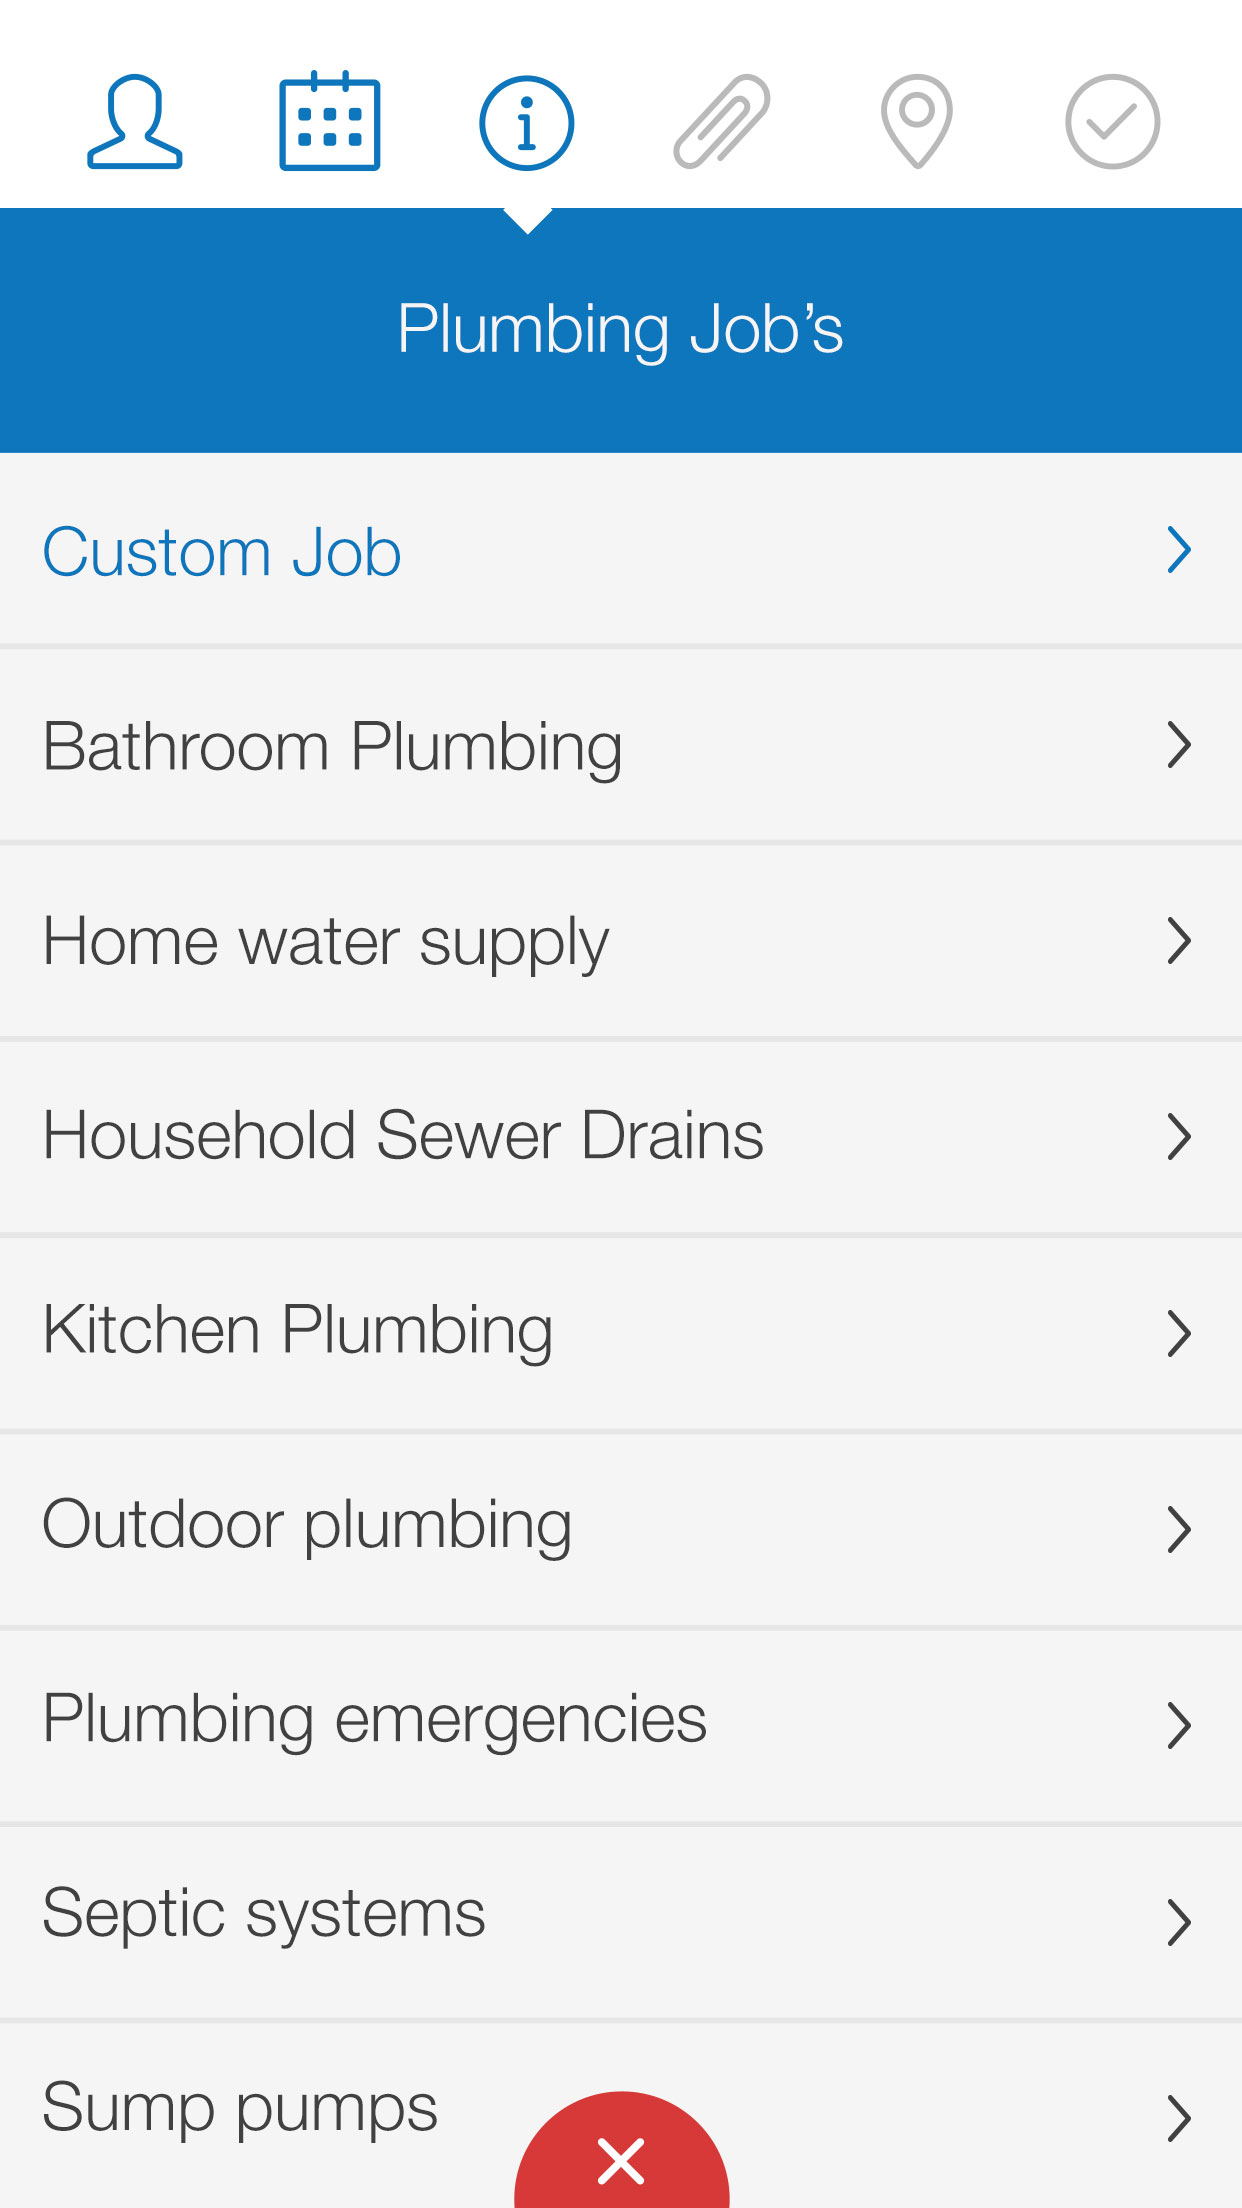 Plumbing Job’s
Custom Job
Bathroom Plumbing
Home water supply
Household Sewer Drains
Kitchen Plumbing
Outdoor plumbing
Plumbing emergencies
Septic systems
Sump pumps